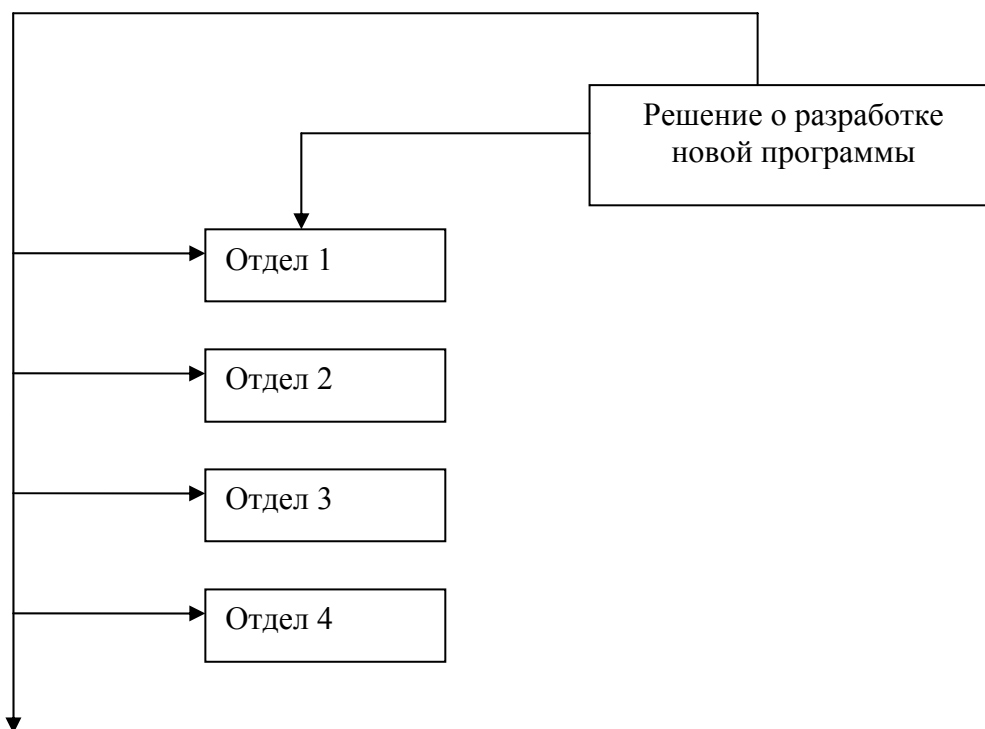 Решение о разработке
новой программы
Отдел 1
Отдел 2
Отдел 3
Отдел 4